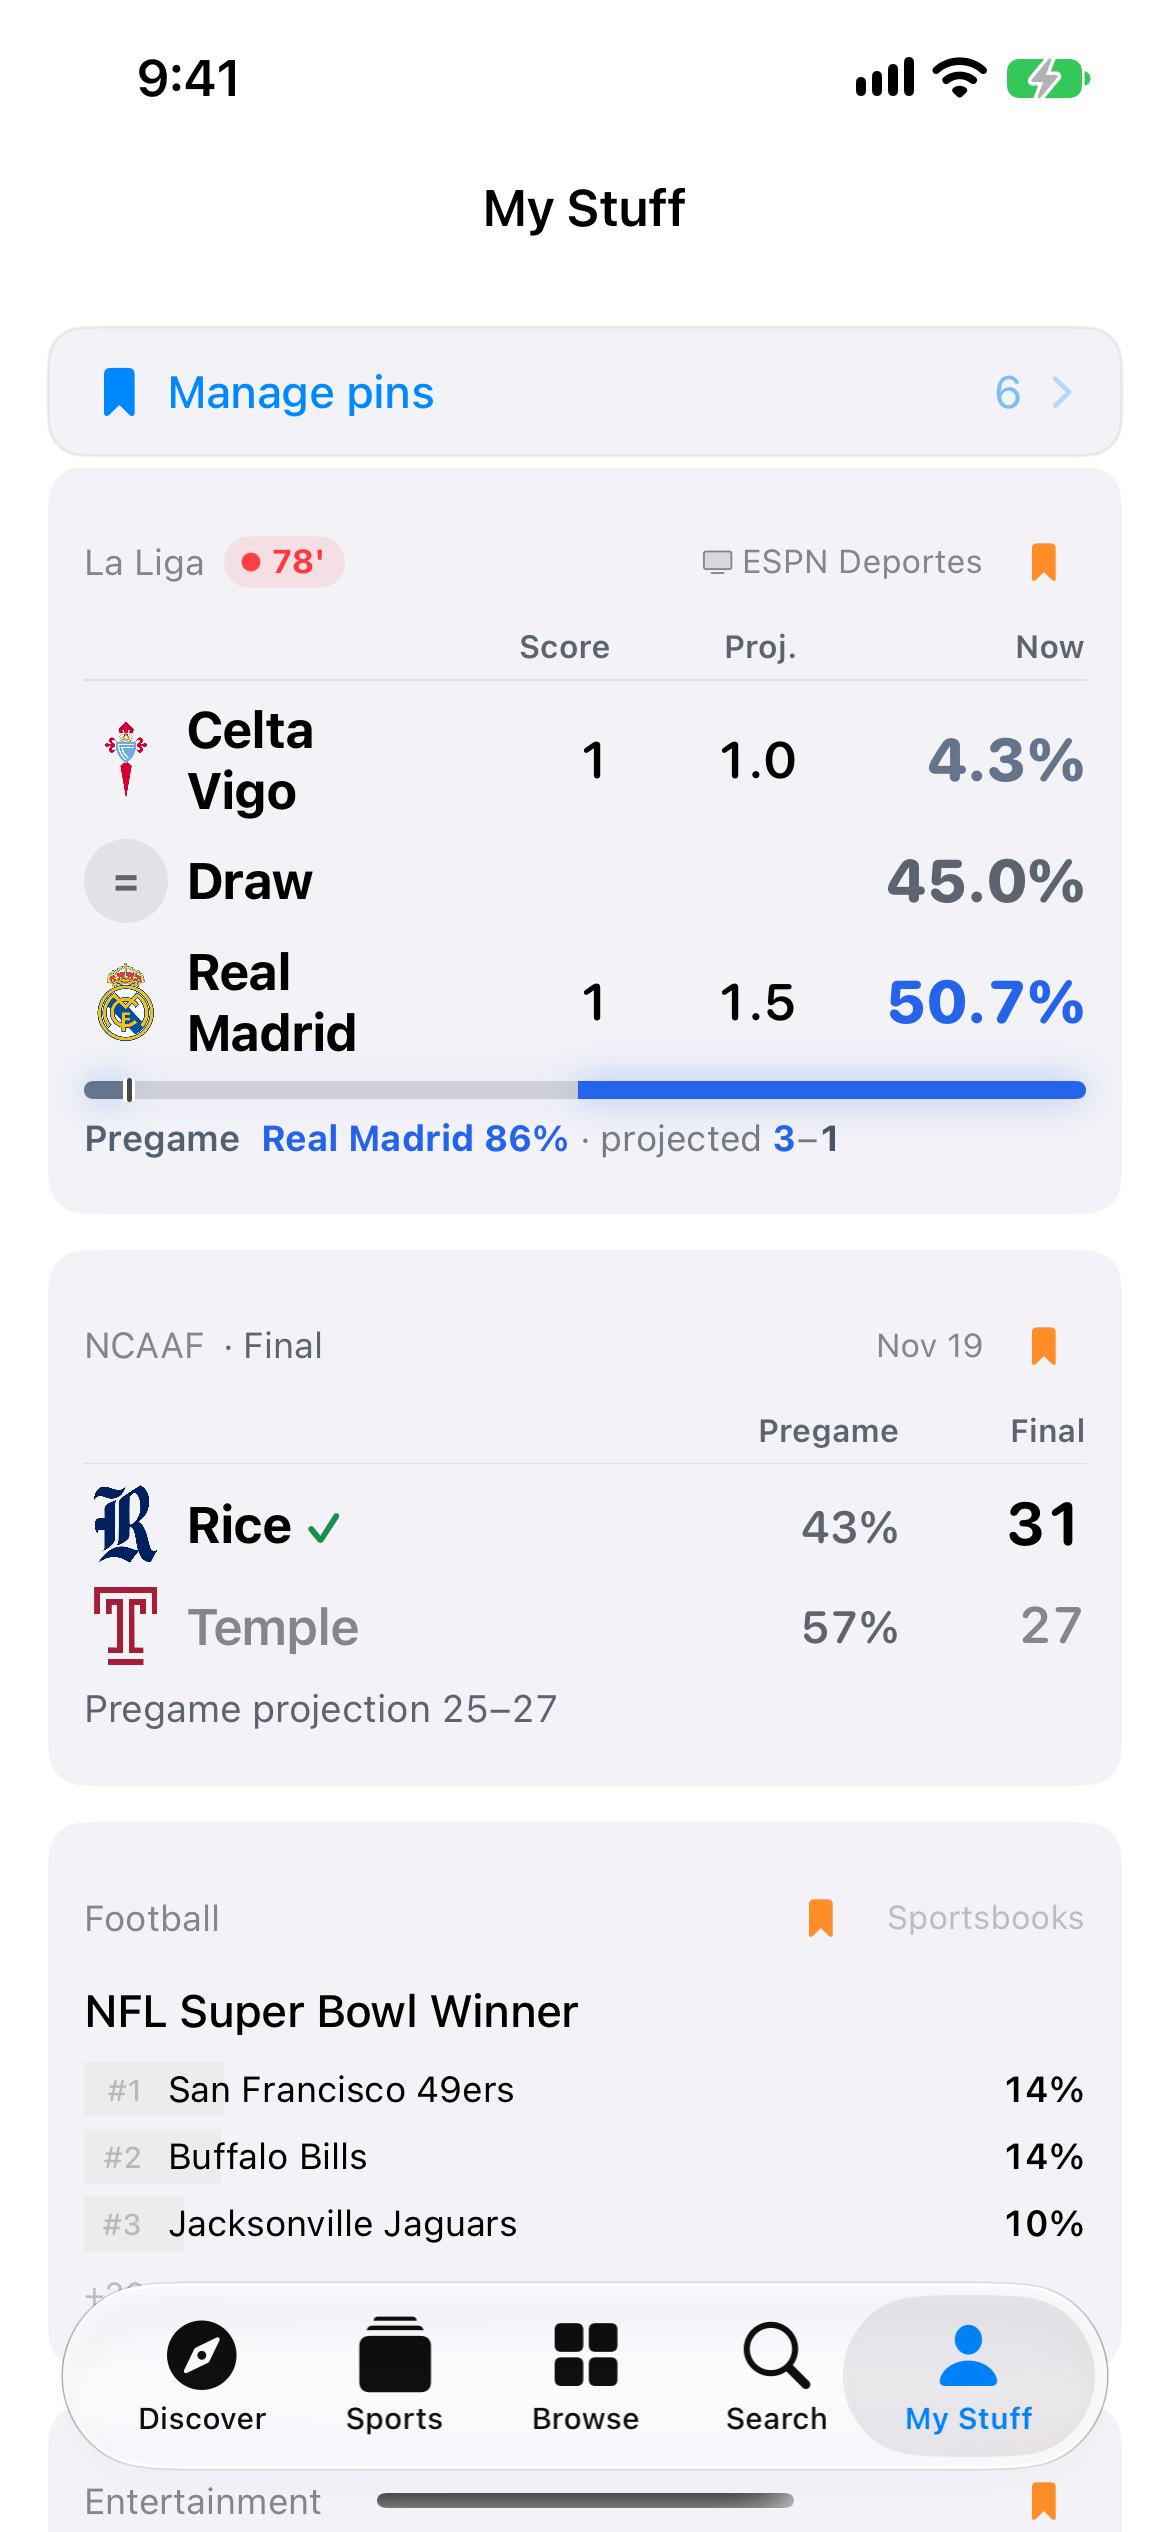 9:41
My Stuff
Manage pins 6
La Liga 78' ESPN Deportes
Score Proj. Now
Celta
Vigo 1 1.0 4.3%
= Draw 45.0%
Real
Madrid 1 1.5 50.7%
Pregame Real Madrid 86% · projected 3–1
NCAAF · Final Nov 19
Pregame Final
Rice ✓ 43% 31
Temple 57% 27
Pregame projection 25–27
Football Sportsbooks
NFL Super Bowl Winner
#1 San Francisco 49ers 14%
#2 Buffalo Bills 14%
#3 Jacksonville Jaguars 10%
Discover Sports Browse Search My Stuff
Entertainment